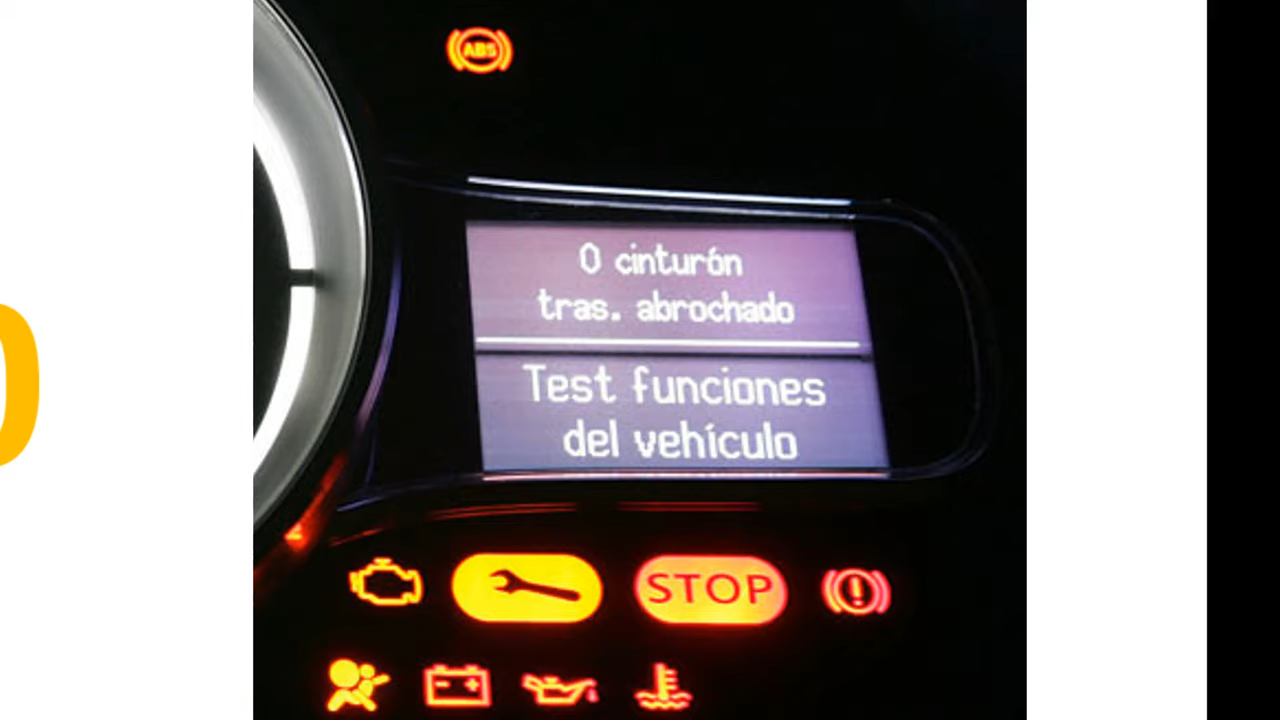 ABS
0 cinturón
tras. abrochado
Test funciones
del vehículo
STOP